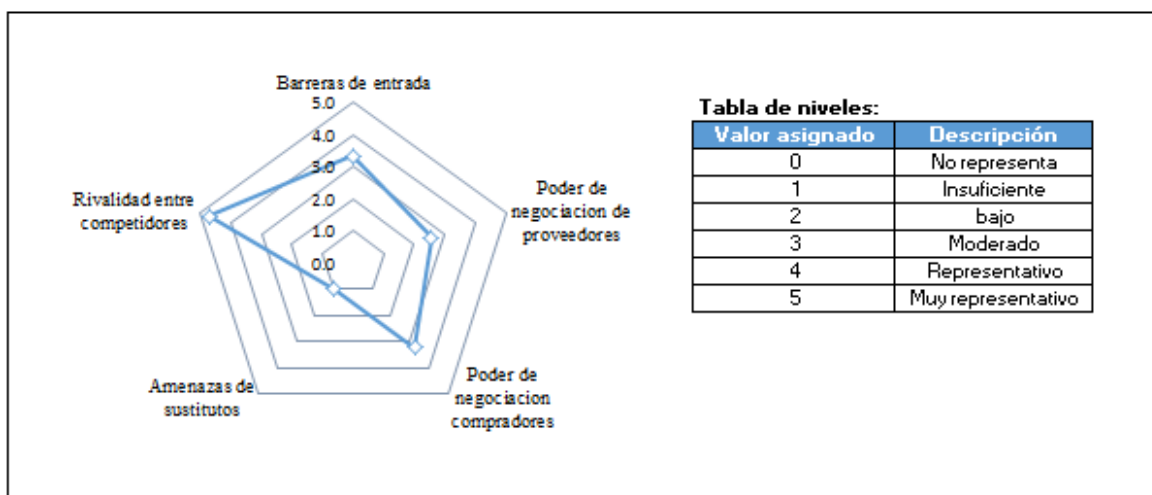 Barreras de entrada
5.0
4.0
3.0
2.0
1.0
0.0
Poder de
negociacion de
proveedores
Poder de
negociacion
compradores
Amenazas de
sustitutos
Rivalidad entre
competidores
Tabla de niveles:
Valor asignado Descripción
0 No representa
1 Insuficiente
2 bajo
3 Moderado
4 Representativo
5 Muy representativo